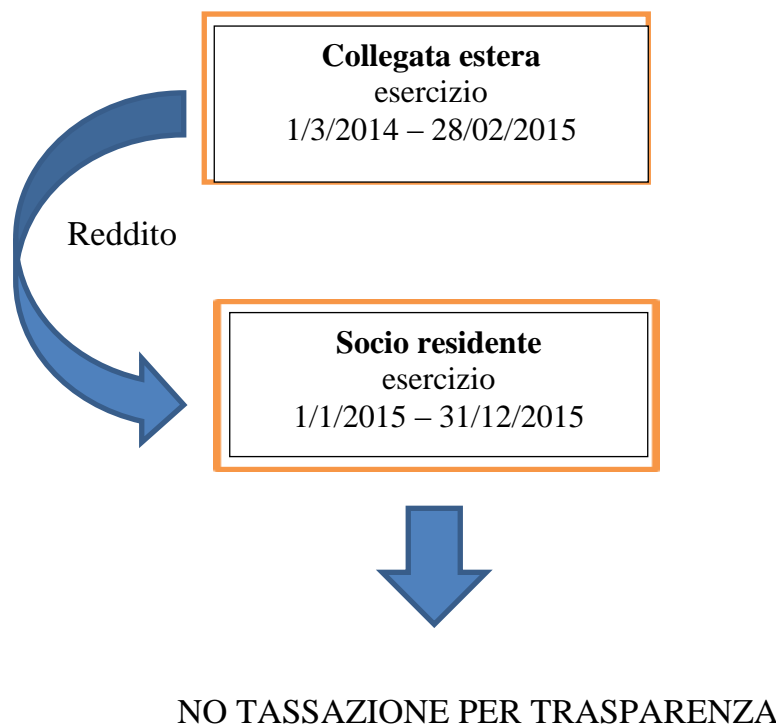 Collegata estera
esercizio
1/3/2014 – 28/02/2015
Reddito
Socio residente
esercizio
1/1/2015 – 31/12/2015
NO TASSAZIONE PER TRASPARENZA